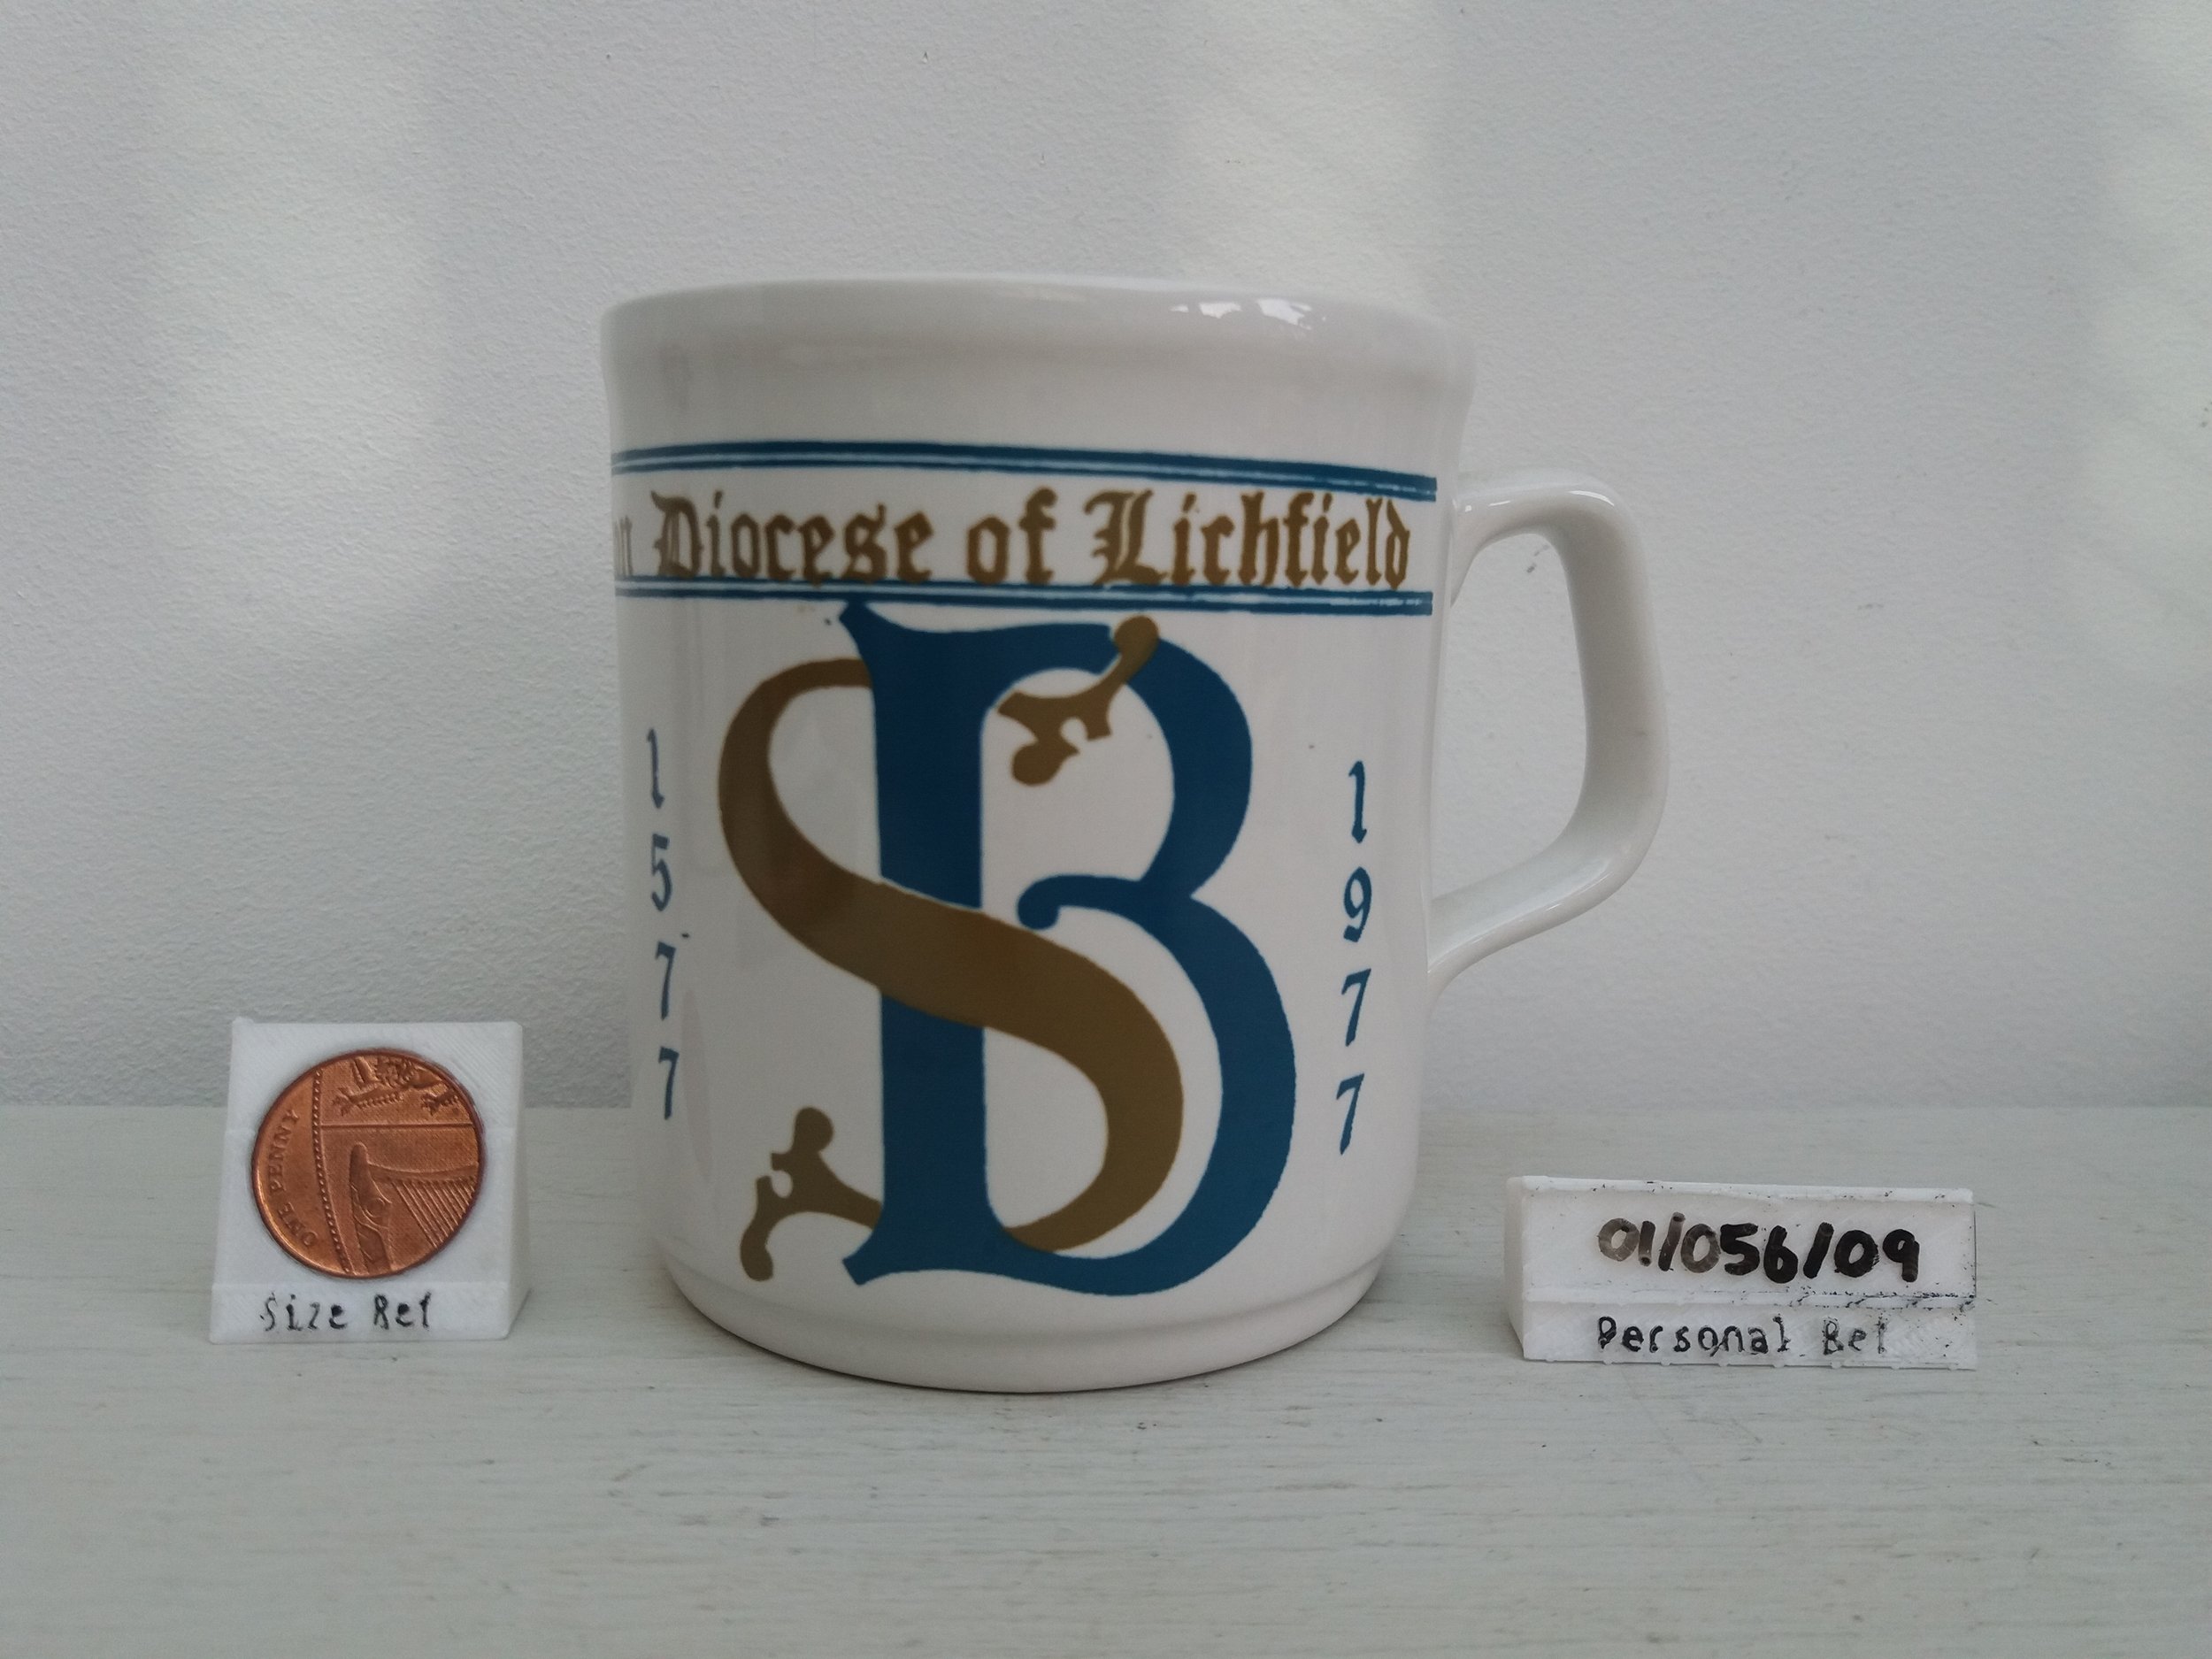 Diocese of Lichfield
SB
1577
1977
ONE PENNY
Size Ref
01/056/09
Personal Ref